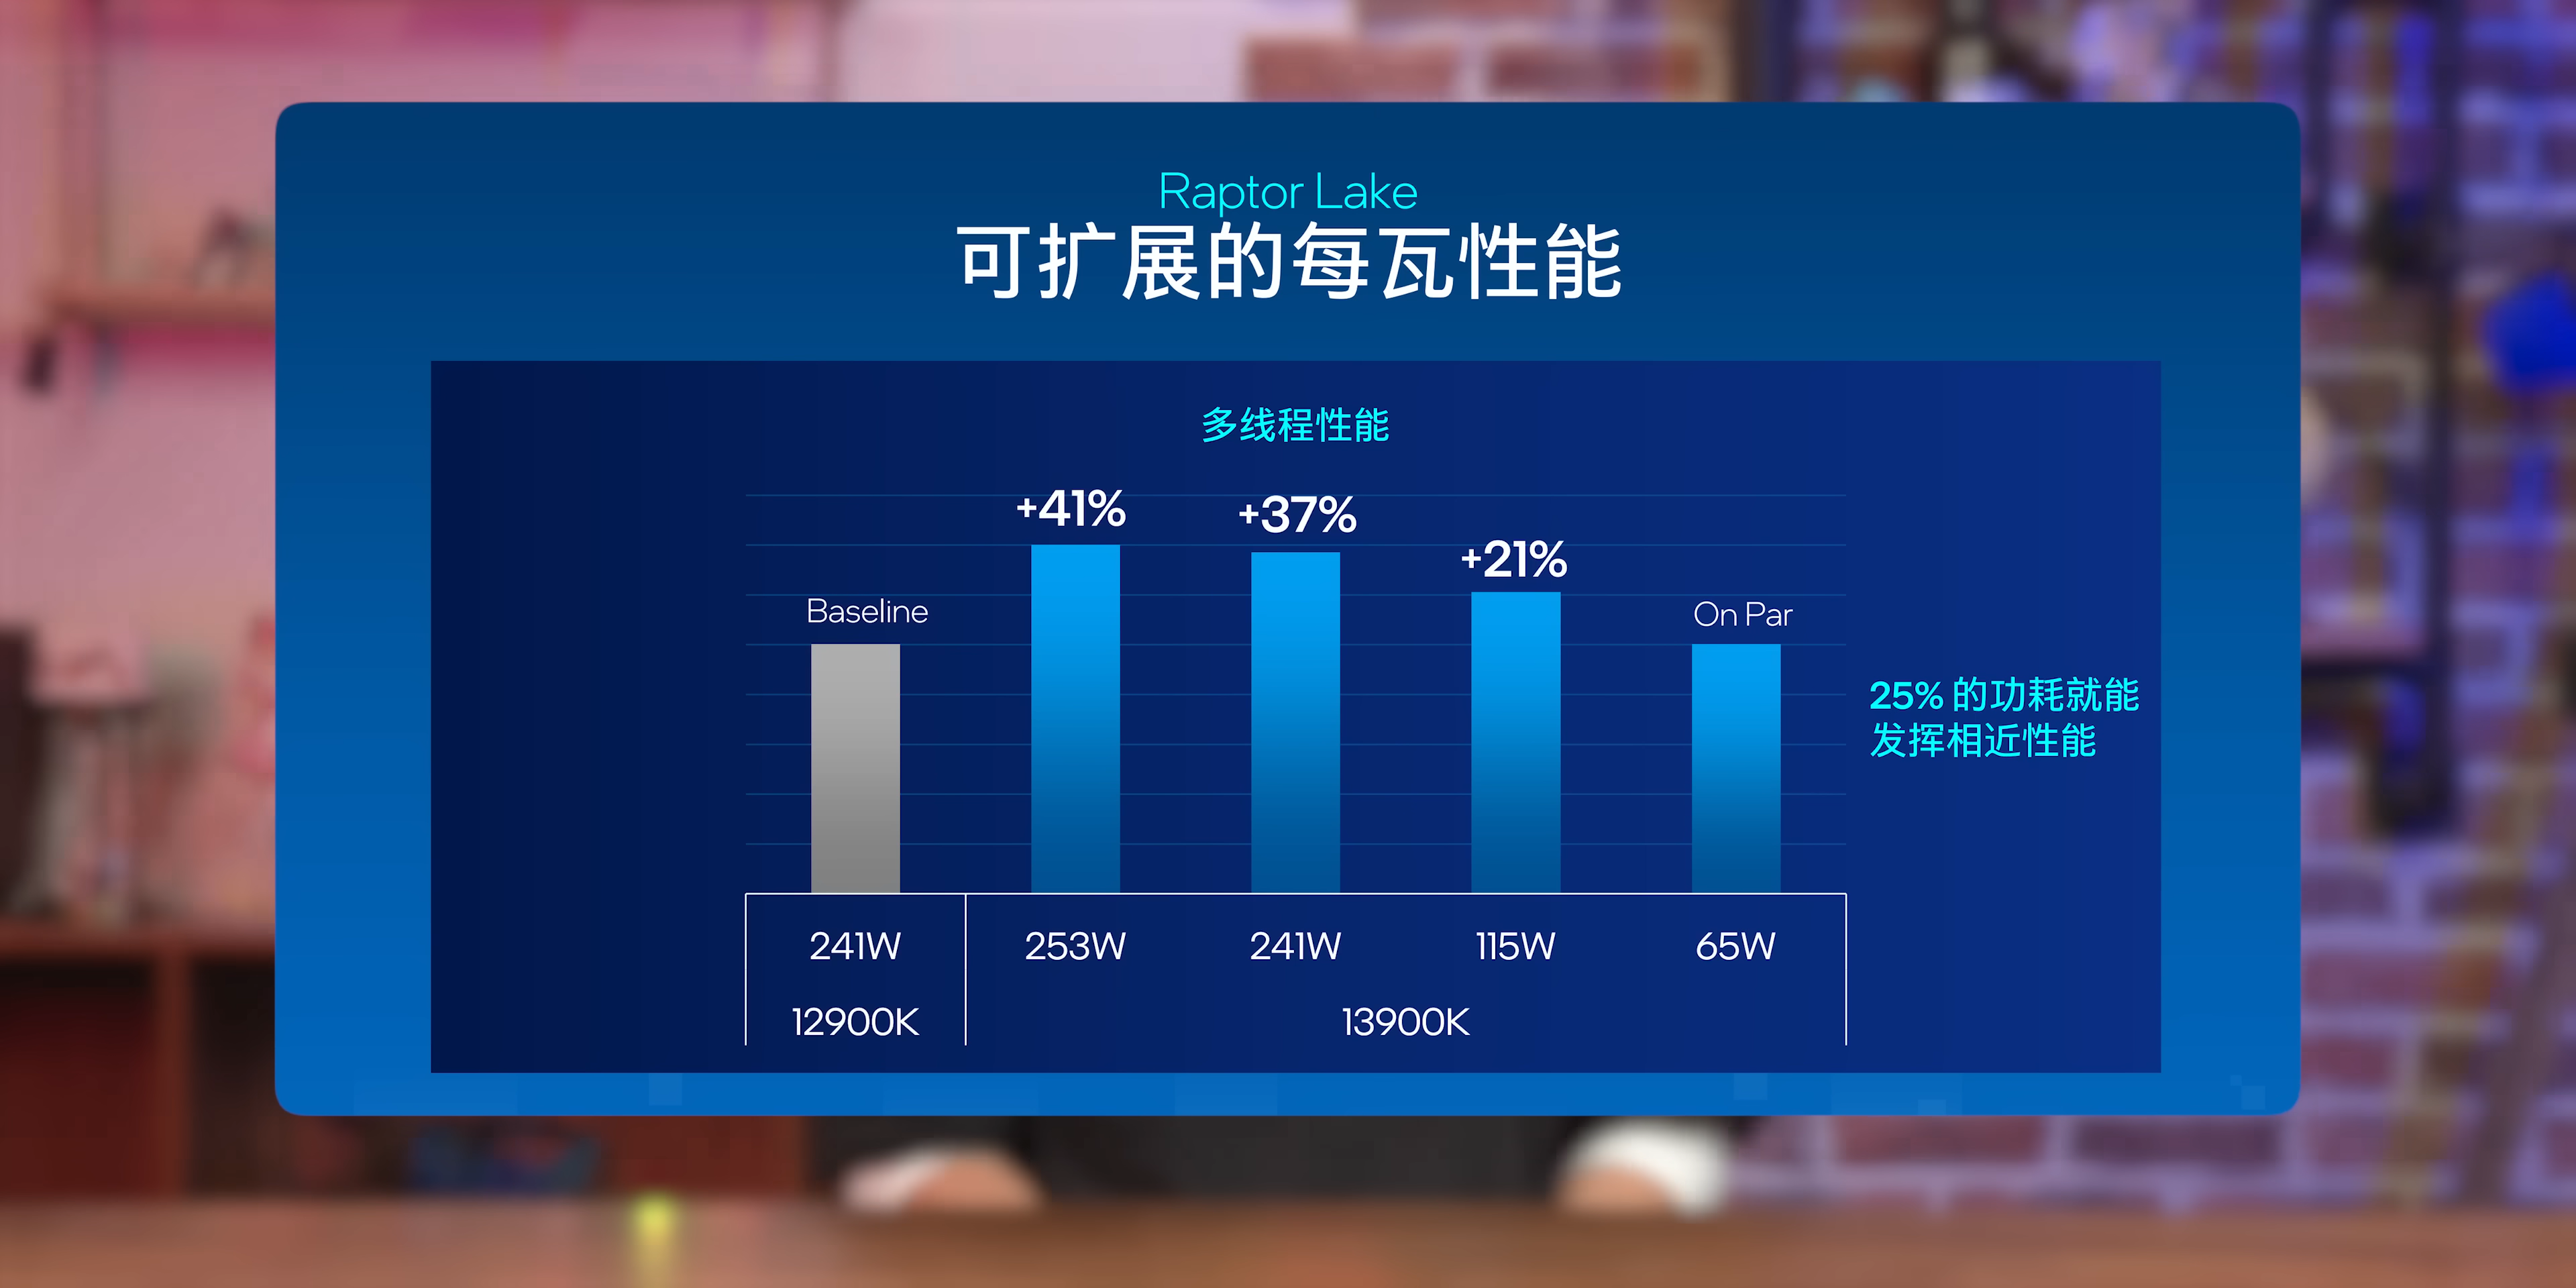 Raptor Lake
可扩展的每瓦性能
多线程性能
Baseline
+41%
+37%
+21%
On Par
25% 的功耗就能
发挥相近性能
241W
253W
241W
115W
65W
12900K
13900K